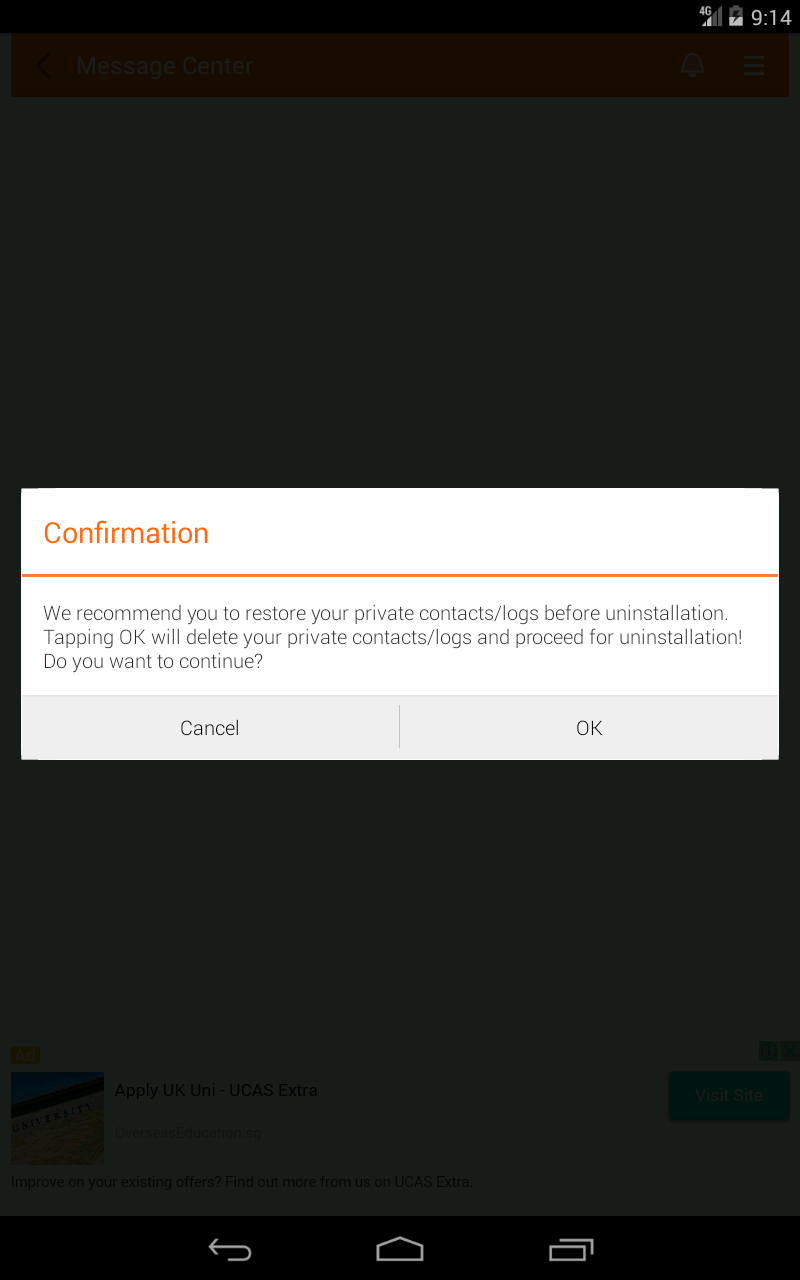 4G 9:14
Message Center
Confirmation
We recommend you to restore your private contacts/logs before uninstallation.
Tapping OK will delete your private contacts/logs and proceed for uninstallation!
Do you want to continue?
Cancel OK
Ad
Apply UK Uni - UCAS Extra
Visit Site
UNIVERSITY
OverseasEducation.sg
Improve on your existing offers? Find out more from us on UCAS Extra.